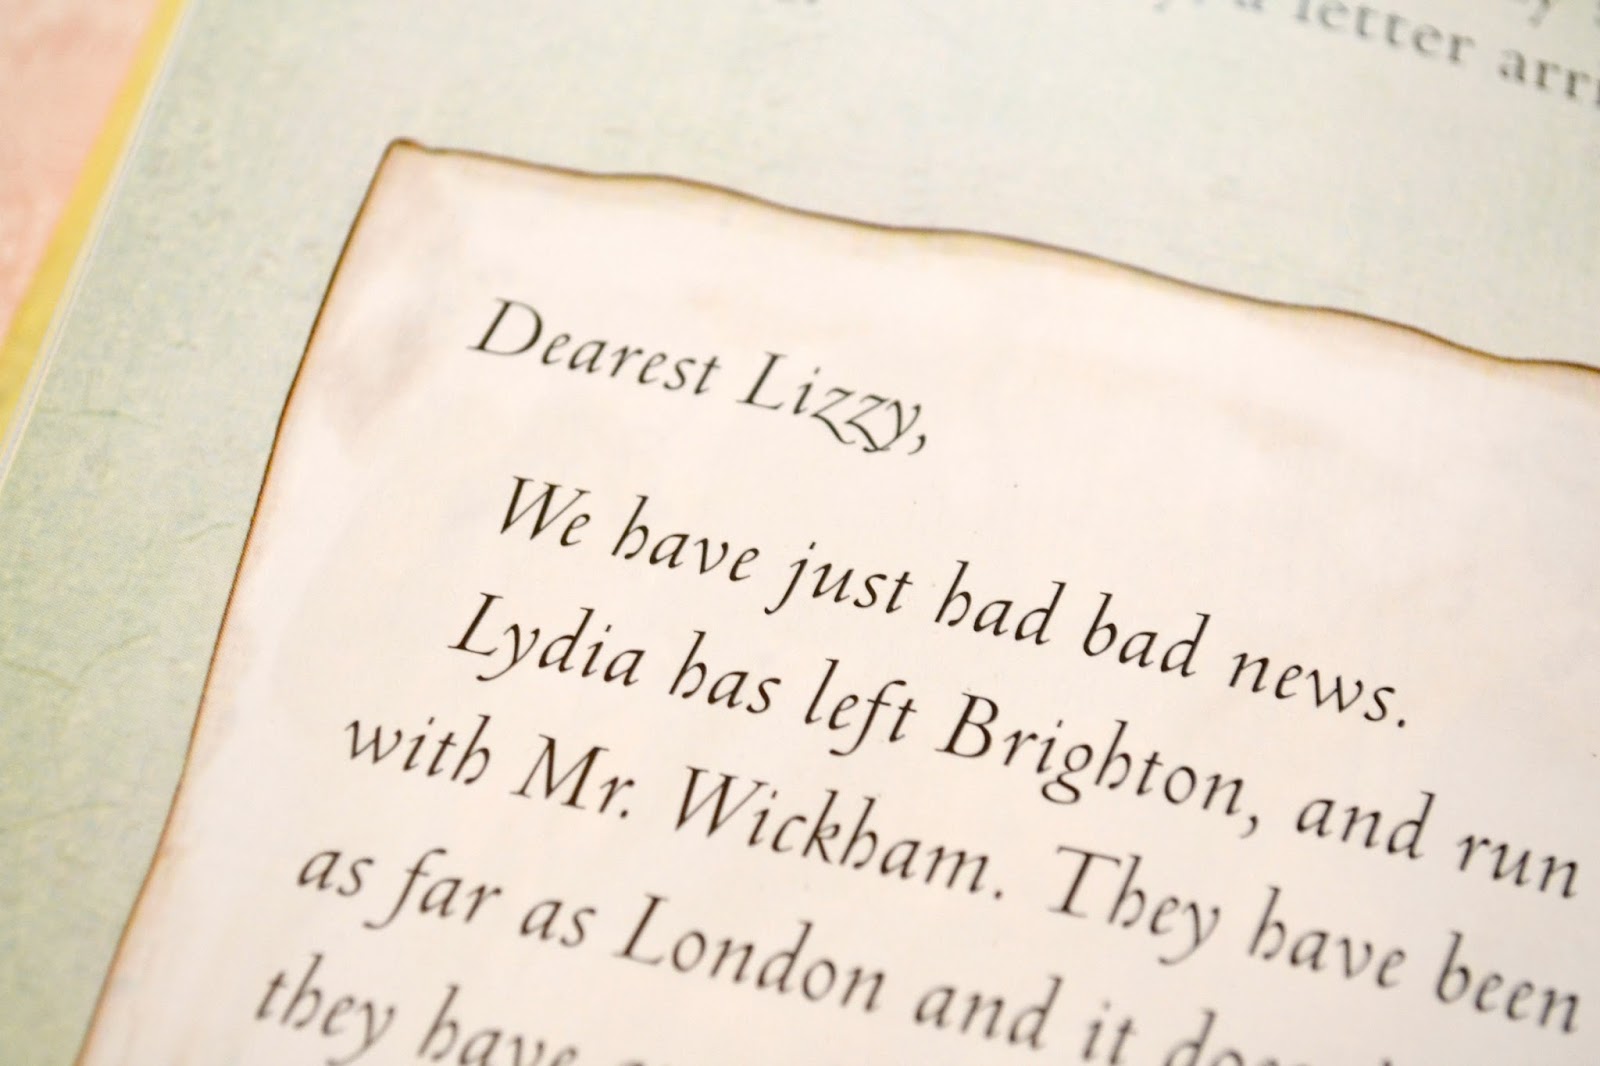 a letter
Dearest Lizzy,
We have just had bad news.
Lydia has left Brighton, and run
with Mr. Wickham. They have been
as far as London and it
they have